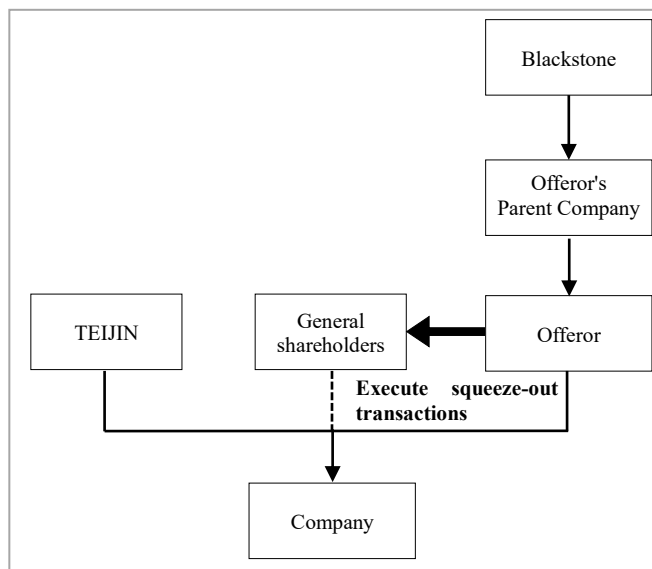 Blackstone
Offeror's
Parent Company
TEIJIN
General
shareholders
Offeror
Execute squeeze-out
transactions
Company